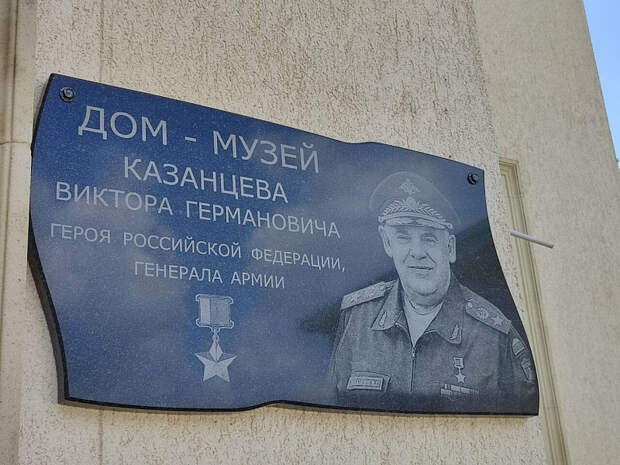 ДОМ - МУЗЕЙ
КАЗАНЦЕВА
ВИКТОРА ГЕРМАНОВИЧА
ГЕРОЯ РОССИЙСКОЙ ФЕДЕРАЦИИ,
ГЕНЕРАЛА АРМИИ